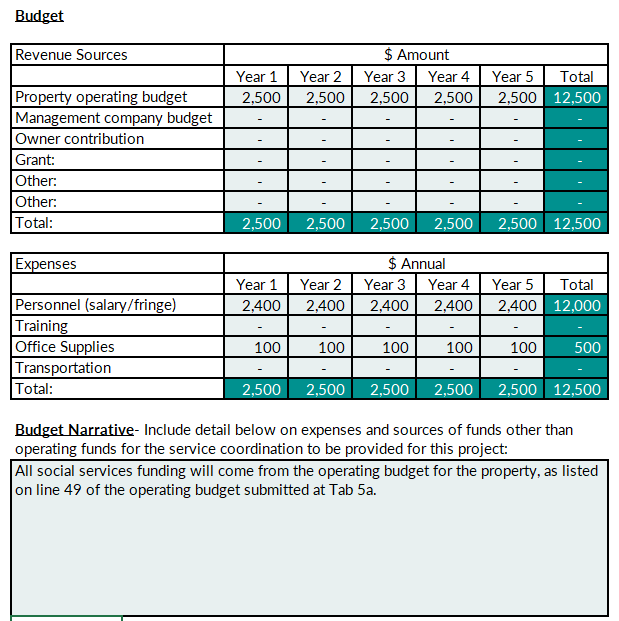 Budget
Revenue Sources $ Amount
Year 1 Year 2 Year 3 Year 4 Year 5 Total
Property operating budget 2,500 2,500 2,500 2,500 2,500 12,500
Management company budget - - - - - -
Owner contribution - - - - - -
Grant: - - - - - -
Other: - - - - - -
Other: - - - - - -
Total: 2,500 2,500 2,500 2,500 2,500 12,500
Expenses $ Annual
Year 1 Year 2 Year 3 Year 4 Year 5 Total
Personnel (salary/fringe) 2,400 2,400 2,400 2,400 2,400 12,000
Training - - - - - -
Office Supplies 100 100 100 100 100 500
Transportation - - - - - -
Total: 2,500 2,500 2,500 2,500 2,500 12,500
Budget Narrative- Include detail below on expenses and sources of funds other than
operating funds for the service coordination to be provided for this project:
All social services funding will come from the operating budget for the property, as listed
on line 49 of the operating budget submitted at Tab 5a.